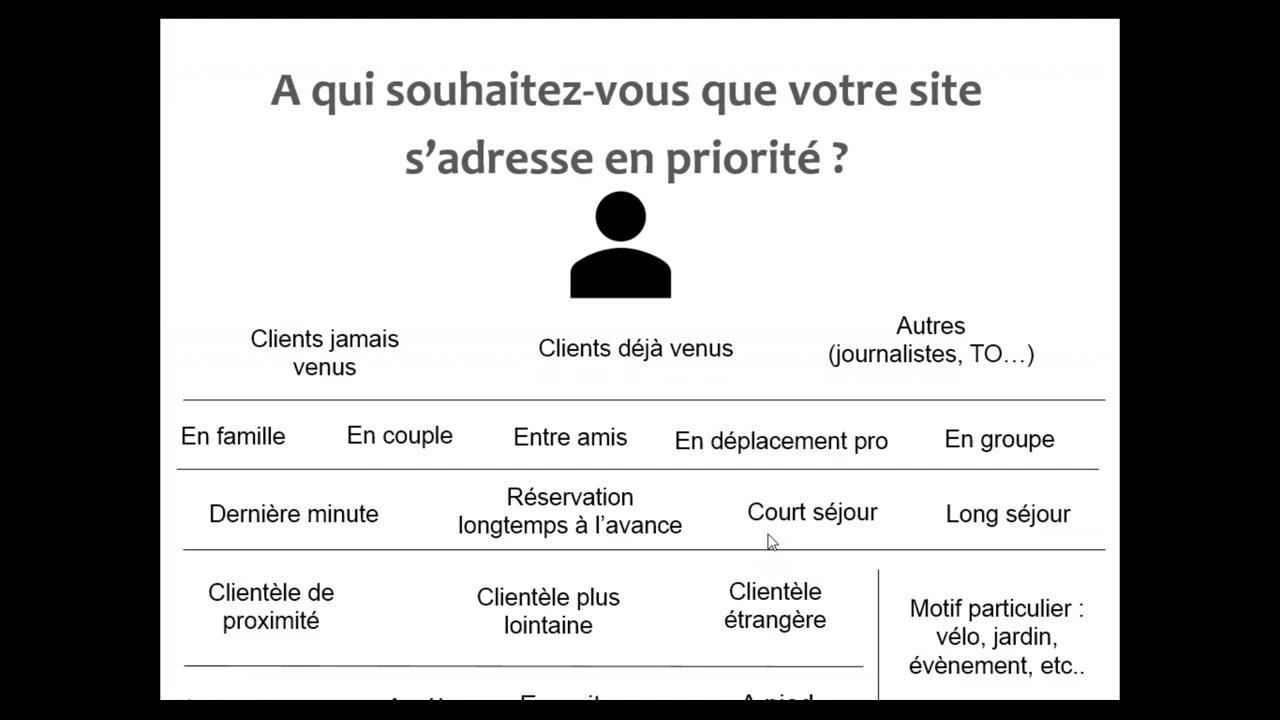 A qui souhaitez-vous que votre site
s’adresse en priorité ?
Clients jamais
venus
Clients déjà venus
Autres
(journalistes, TO…)
En famille
En couple
Entre amis
En déplacement pro
En groupe
Dernière minute
Réservation
longtemps à l’avance
Court séjour
Long séjour
Clientèle de
proximité
Clientèle plus
lointaine
Clientèle
étrangère
Motif particulier :
vélo, jardin,
évènement, etc..